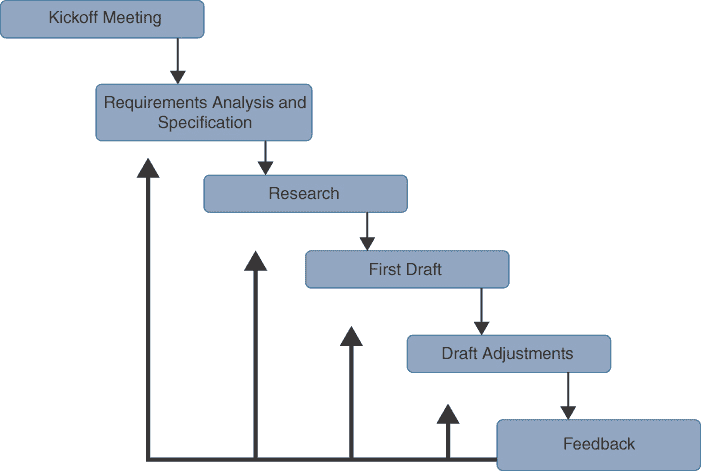 Kickoff Meeting
Requirements Analysis and
Specification
Research
First Draft
Draft Adjustments
Feedback